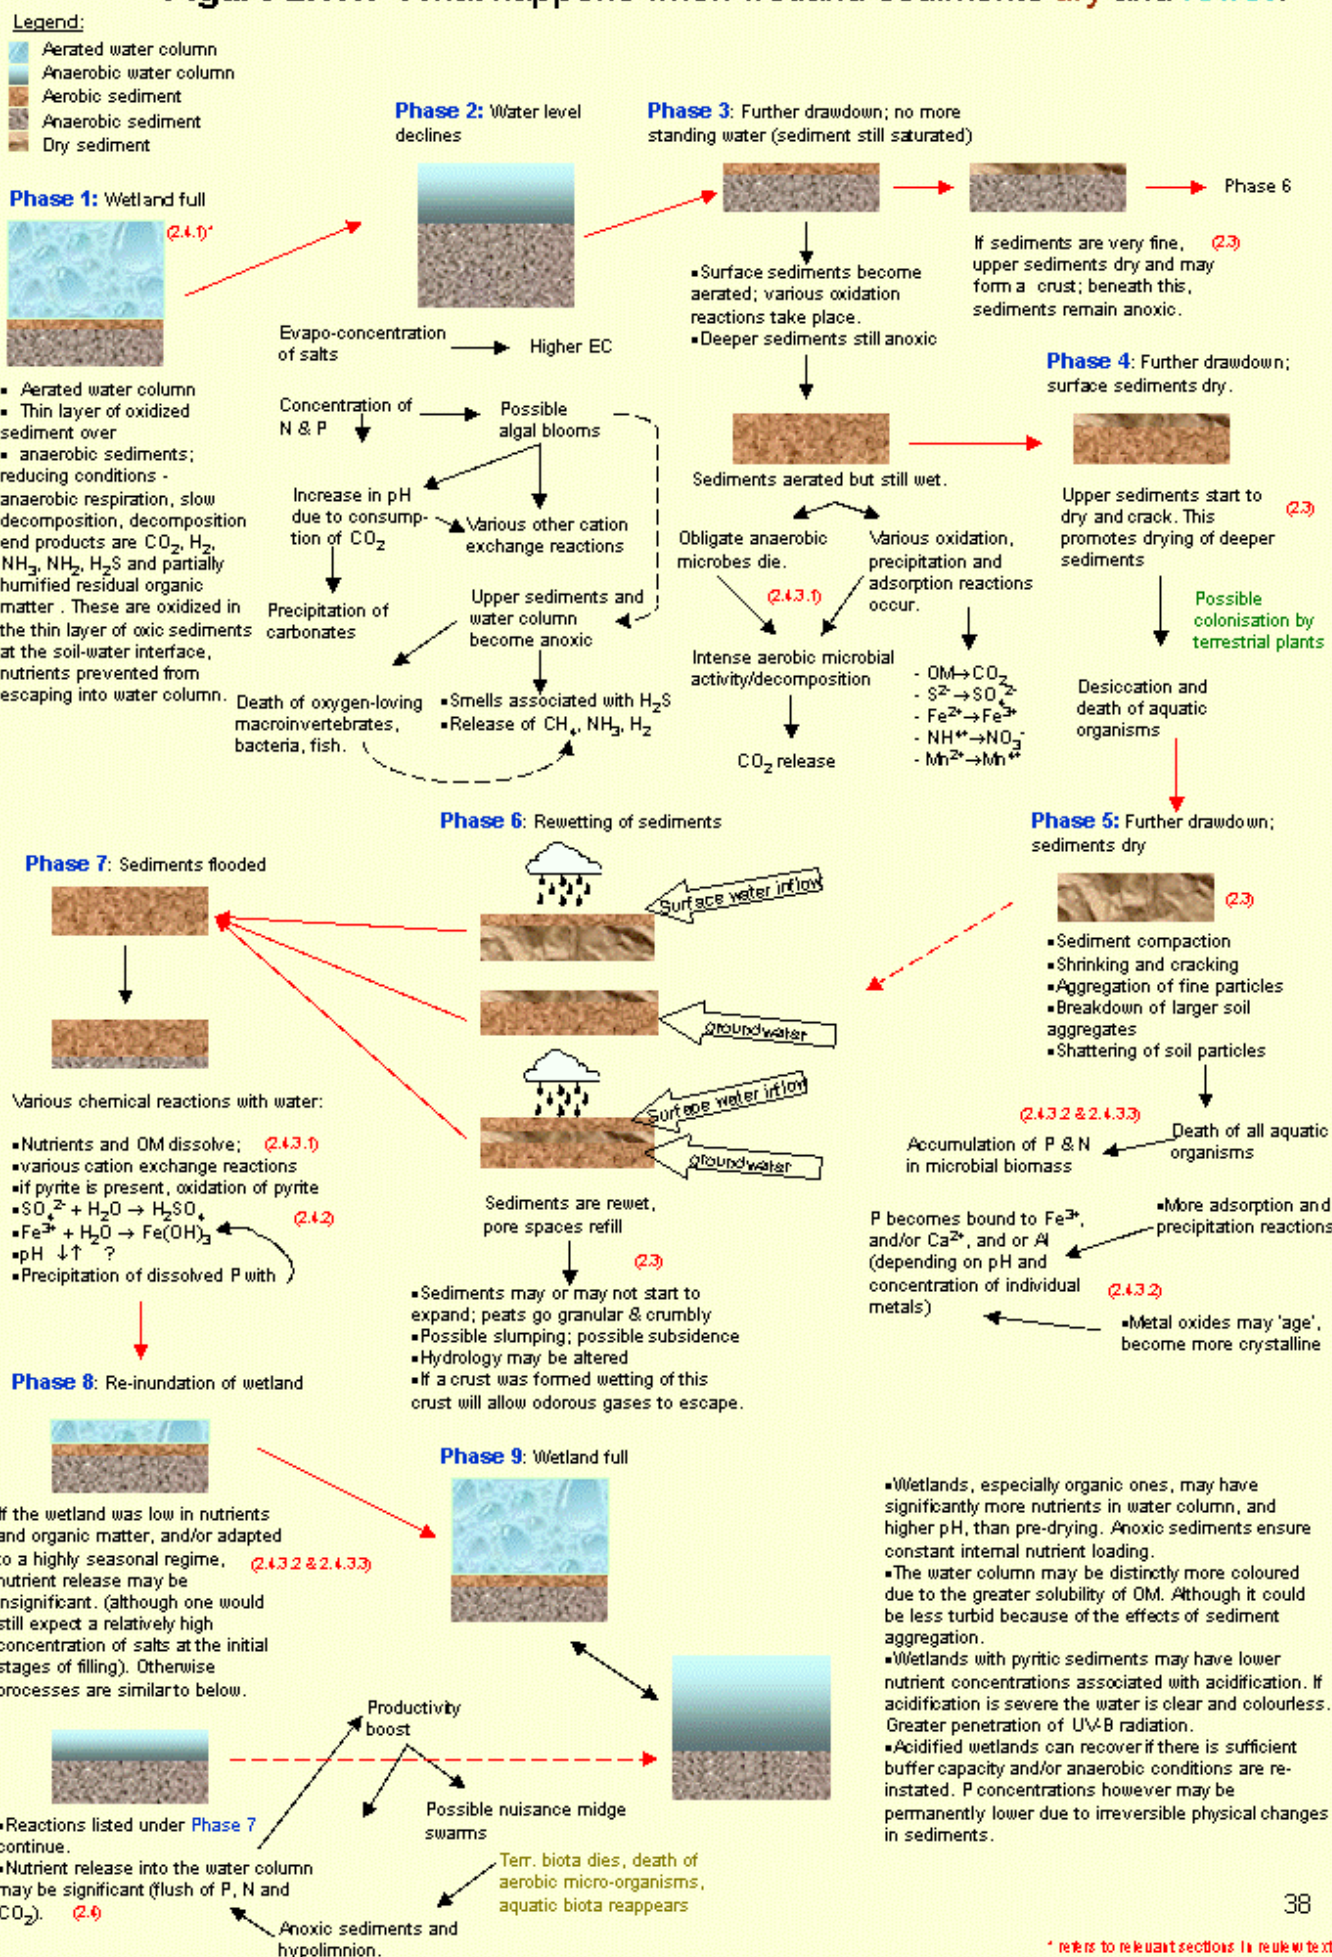 What happens when wetland sediments dry and rewet.
Legend:
Aerated water column
Anaerobic water column
Aerobic sediment
Anaerobic sediment
Dry sediment
Phase 1: Wetland full
(2.4.1)*
▪ Aerated water column
▪ Thin layer of oxidized
sediment over
▪ anaerobic sediments;
reducing conditions -
anaerobic respiration, slow
decomposition, decomposition
end products are CO₂, H₂,
NH₃, NH₂, H₂S and partially
humified residual organic
matter . These are oxidized in
the thin layer of oxic sediments
at the soil-water interface,
nutrients prevented from
escaping into water column.
Phase 2: Water level
declines
Evapo-concentration
of salts
Higher EC
Concentration of
N & P
Possible
algal blooms
Increase in pH
due to consump-
tion of CO₂
Various other cation
exchange reactions
Precipitation of
carbonates
Upper sediments and
water column
become anoxic
Death of oxygen-loving
macroinvertebrates,
bacteria, fish.
▪Smells associated with H₂S
▪Release of CH₄, NH₃, H₂
Phase 3: Further drawdown; no more
standing water (sediment still saturated)
Phase 6
▪Surface sediments become
aerated; various oxidation
reactions take place.
▪Deeper sediments still anoxic
If sediments are very fine, (2.3)
upper sediments dry and may
form a crust; beneath this,
sediments remain anoxic.
Sediments aerated but still wet.
Obligate anaerobic
microbes die.
Various oxidation,
precipitation and
adsorption reactions
occur.
(2.4.3.1)
Intense aerobic microbial
activity/decomposition
CO₂ release
- OM→CO₂
- S²⁻→SO₄²⁻
- Fe²⁺→Fe³⁺
- NH⁴⁺→NO₃⁻
- Mn²⁺→Mn⁴⁺
Phase 4: Further drawdown;
surface sediments dry.
Upper sediments start to
dry and crack. This (2.3)
promotes drying of deeper
sediments
Possible
colonisation by
terrestrial plants
Desiccation and
death of aquatic
organisms
Phase 5: Further drawdown;
sediments dry
(2.3)
▪Sediment compaction
▪Shrinking and cracking
▪Aggregation of fine particles
▪Breakdown of larger soil
aggregates
▪Shattering of soil particles
(2.4.3.2 & 2.4.3.3)
Death of all aquatic
organisms
Accumulation of P & N
in microbial biomass
▪More adsorption and
precipitation reactions
P becomes bound to Fe³⁺,
and/or Ca²⁺, and or Al
(depending on pH and
concentration of individual
metals)
(2.4.3.2)
▪Metal oxides may 'age',
become more crystalline
Phase 6: Rewetting of sediments
Surface water inflow
groundwater
Surface water inflow
groundwater
Sediments are rewet,
pore spaces refill
(2.3)
▪Sediments may or may not start to
expand; peats go granular & crumbly
▪Possible slumping; possible subsidence
▪Hydrology may be altered
▪If a crust was formed wetting of this
crust will allow odorous gases to escape.
Phase 7: Sediments flooded
Various chemical reactions with water:
▪Nutrients and OM dissolve; (2.4.3.1)
▪various cation exchange reactions
▪if pyrite is present, oxidation of pyrite
▪SO₄²⁻ + H₂O → H₂SO₄
(2.4.2)
▪Fe³⁺ + H₂O → Fe(OH)₃
▪pH ↓↑ ?
▪Precipitation of dissolved P with
Phase 8: Re-inundation of wetland
If the wetland was low in nutrients
and organic matter, and/or adapted
to a highly seasonal regime, (2.4.3.2 & 2.4.3.3)
nutrient release may be
insignificant. (although one would
still expect a relatively high
concentration of salts at the initial
stages of filling). Otherwise
processes are similar to below.
▪Reactions listed under Phase 7
continue.
▪Nutrient release into the water column
may be significant (flush of P, N and
CO₂). (2.4)
Productivity
boost
Possible nuisance midge
swarms
Terr. biota dies, death of
aerobic micro-organisms,
aquatic biota reappears
Anoxic sediments and
hypolimnion.
Phase 9: Wetland full
▪Wetlands, especially organic ones, may have
significantly more nutrients in water column, and
higher pH, than pre-drying. Anoxic sediments ensure
constant internal nutrient loading.
▪The water column may be distinctly more coloured
due to the greater solubility of OM. Although it could
be less turbid because of the effects of sediment
aggregation.
▪Wetlands with pyritic sediments may have lower
nutrient concentrations associated with acidification. If
acidification is severe the water is clear and colourless.
Greater penetration of UV-B radiation.
▪Acidified wetlands can recover if there is sufficient
buffer capacity and/or anaerobic conditions are re-
instated. P concentrations however may be
permanently lower due to irreversible physical changes
in sediments.
38
* refers to relevant sections in review text